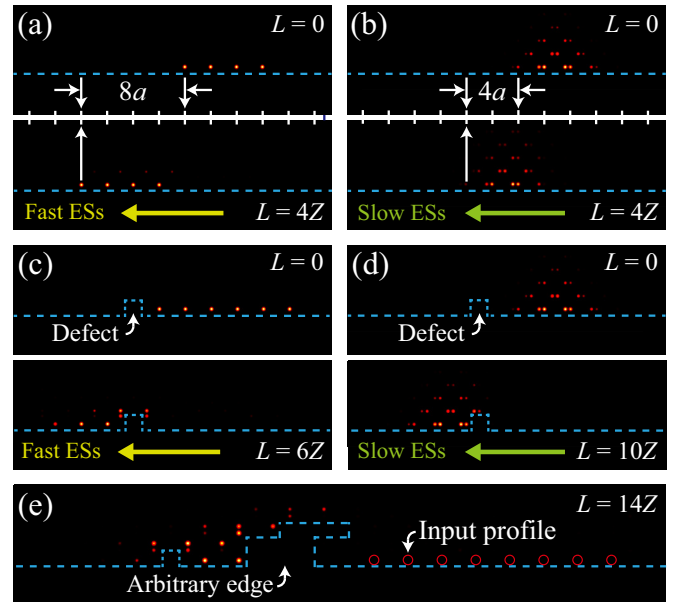 (a) L = 0
8a
Fast ESs L = 4Z
(b) L = 0
4a
Slow ESs L = 4Z
(c) L = 0
Defect
Fast ESs L = 6Z
(d) L = 0
Defect
Slow ESs L = 10Z
(e) L = 14Z
Input profile
Arbitrary edge